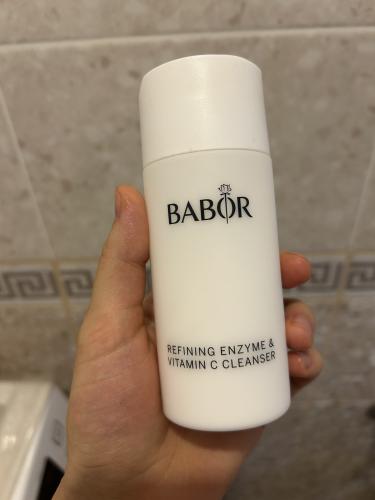 BABOR
REFINING ENZYME &
VITAMIN C CLEANSER